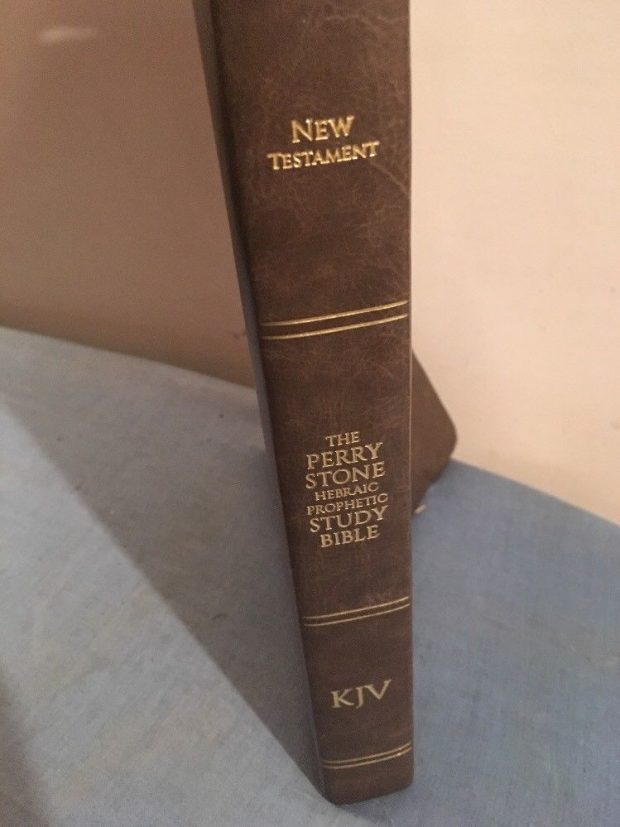 NEW
TESTAMENT
THE
PERRY
STONE
HEBRAIC
PROPHETIC
STUDY
BIBLE
KJV